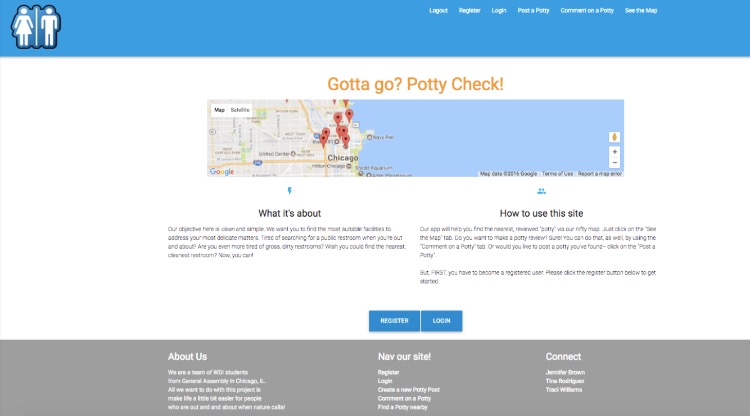 Logout Register Login Post a Potty Comment on a Potty See the Map
Gotta go? Potty Check!
Map Satellite
Navy Pier
United Center
Chicago
Shedd Aquarium
Hilton Chicago
Google
Map data ©2016 Google Terms of Use Report a map error
What it's about
Our objective here is clean and simple. We want you to find the most suitable facilities to
address your most delicate matters. Tired of searching for a public restroom when you're out
and about? Are you even more tired of gross, dirty restrooms? Wish you could find the nearest,
cleanest restroom? Now, you can!
How to use this site
Our app will help you find the nearest, reviewed "potty" via our nifty map. Just click on the "See
the Map" tab. Do you want to make a potty review? Sure! You can do that, as well, by using the
"Comment on a Potty" tab. Or would you like to post a potty you've found-- click on the "Post a
Potty".
But, FIRST, you have to become a registered user. Please click the register button below to get
started.
REGISTER LOGIN
About Us
We are a team of WDI students
from General Assembly in Chicago, IL.
All we want to do with this project is
make life a little bit easier for people
who are out and and about when nature calls!
Nav our site!
Register
Login
Create a new Potty Post
Comment on a Potty
Find a Potty nearby
Connect
Jennifer Brown
Tina Rodriguez
Traci Williams